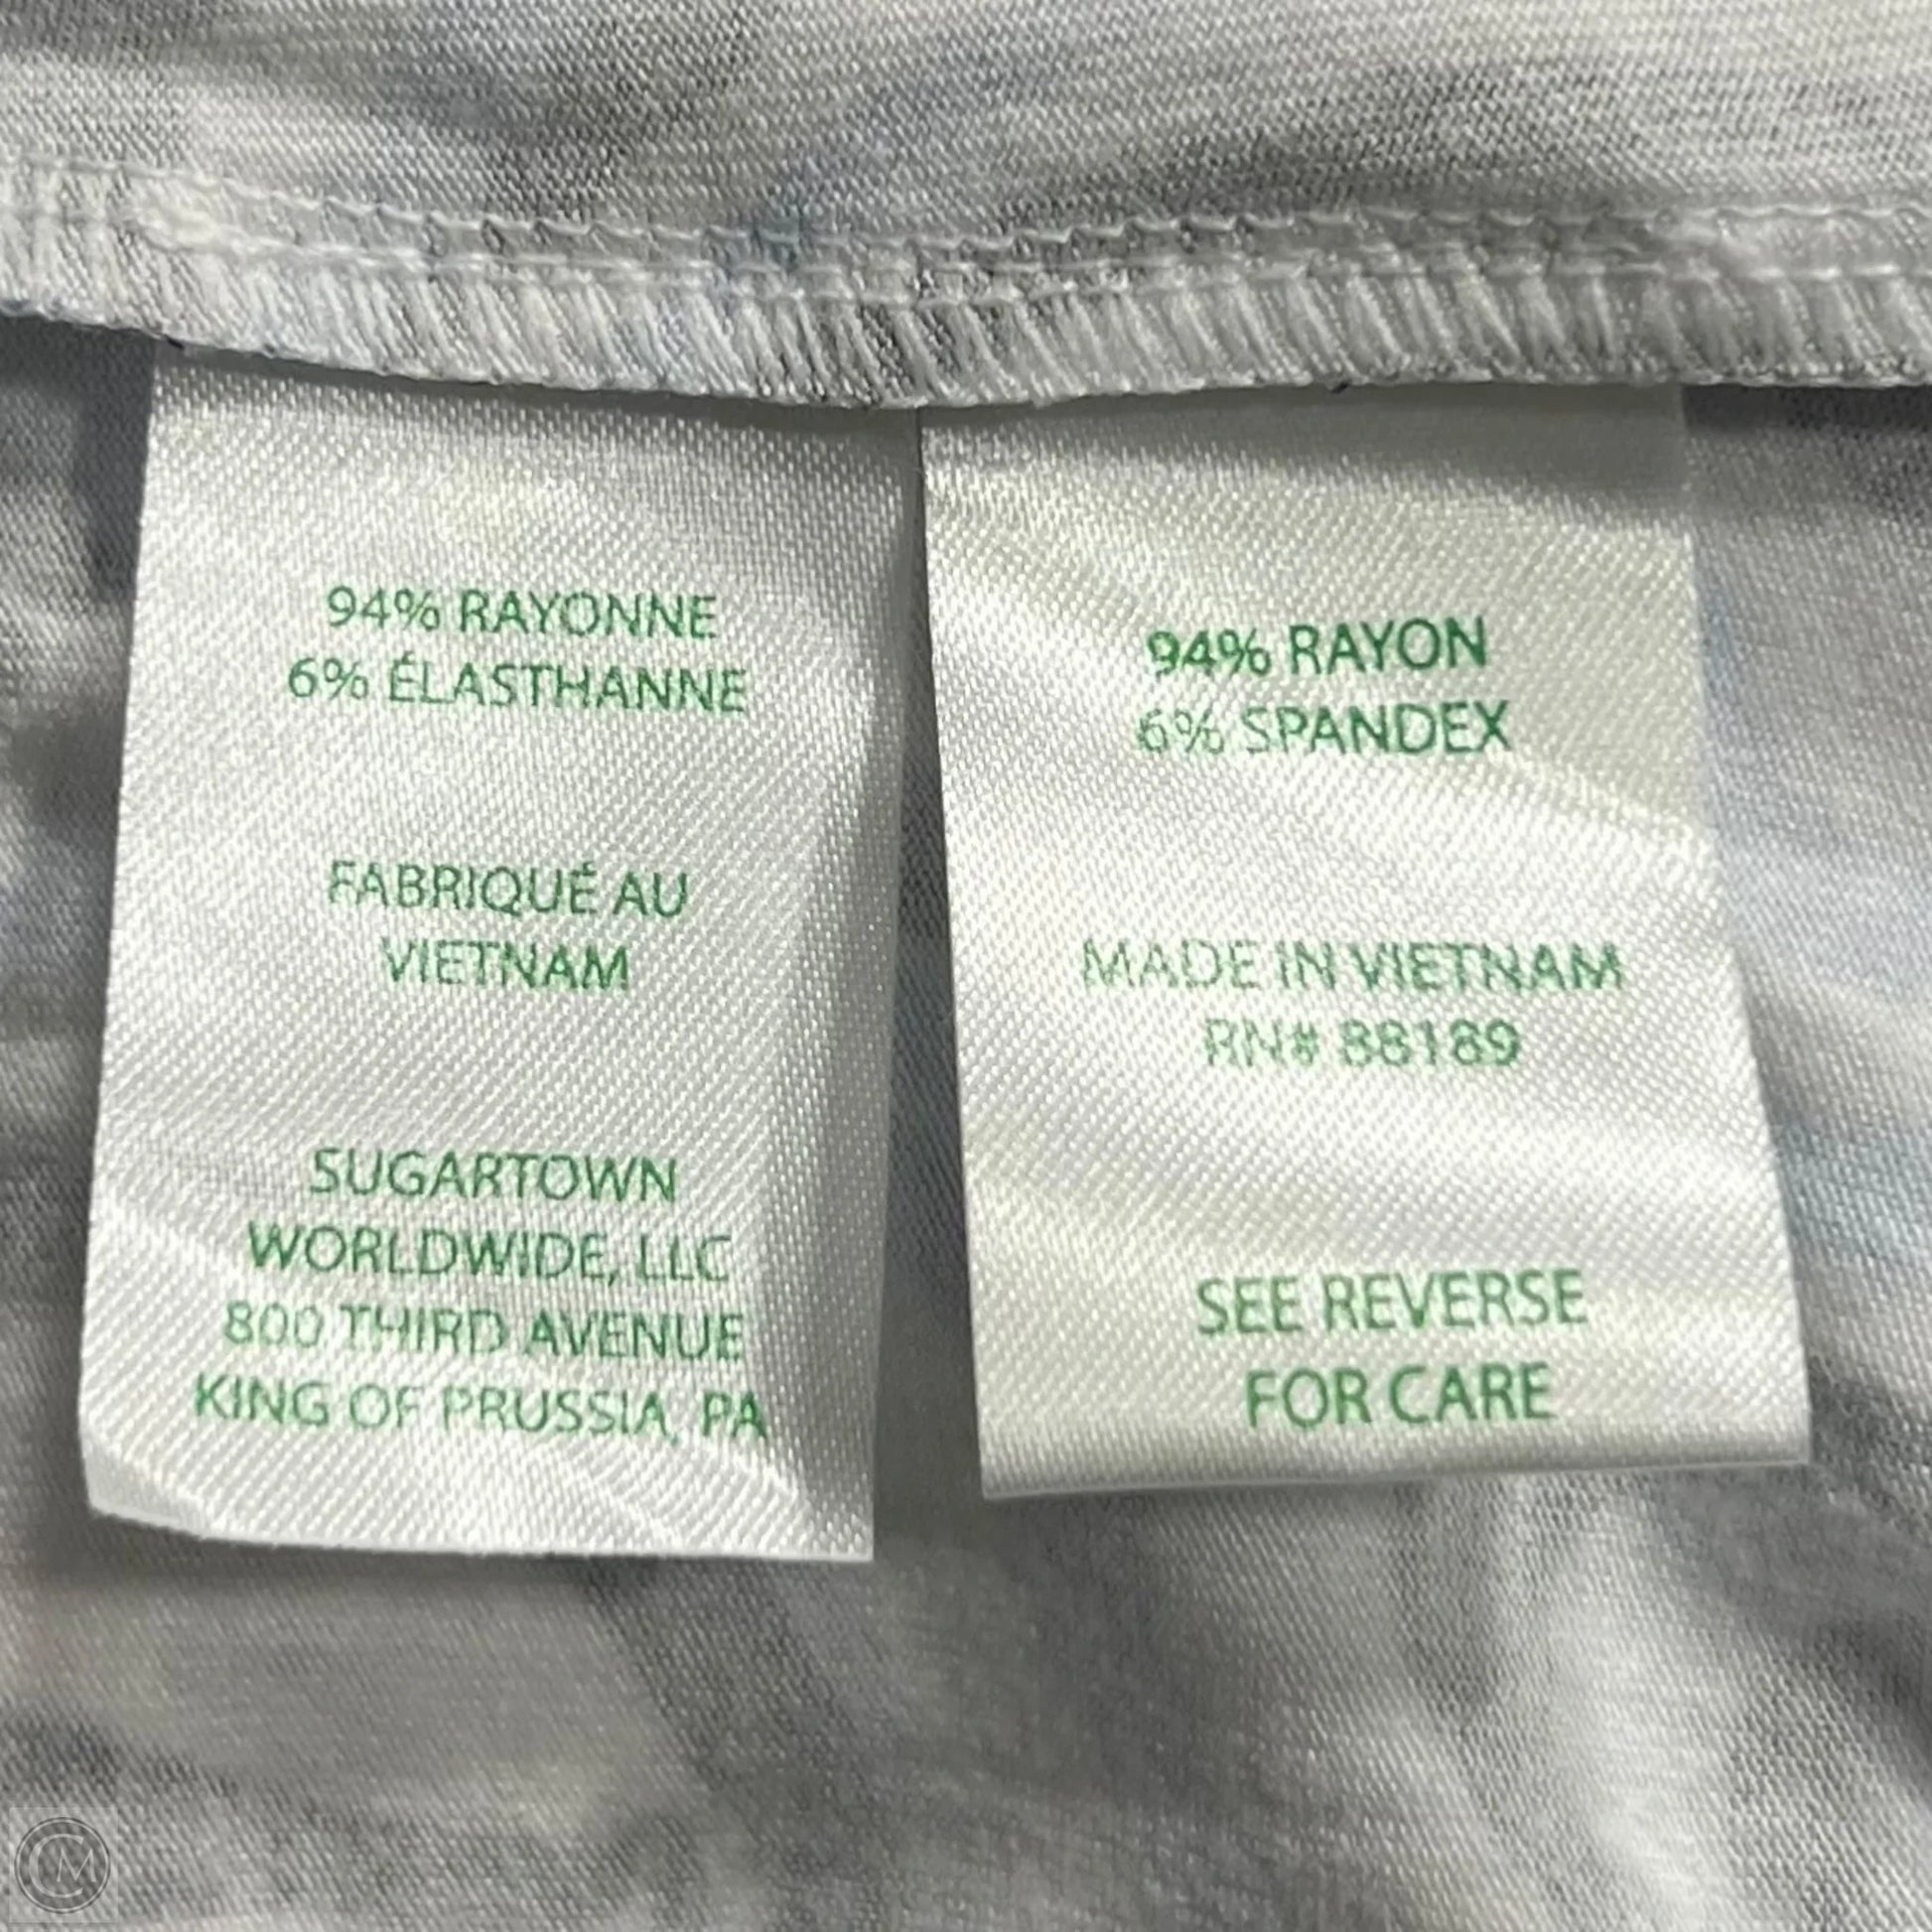 94% RAYONNE
6% ÉLASTHANNE
FABRIQUÉ AU
VIETNAM
SUGARTOWN
WORLDWIDE, LLC
800 THIRD AVENUE
KING OF PRUSSIA, PA
94% RAYON
6% SPANDEX
MADE IN VIETNAM
RN# 88189
SEE REVERSE
FOR CARE
CM